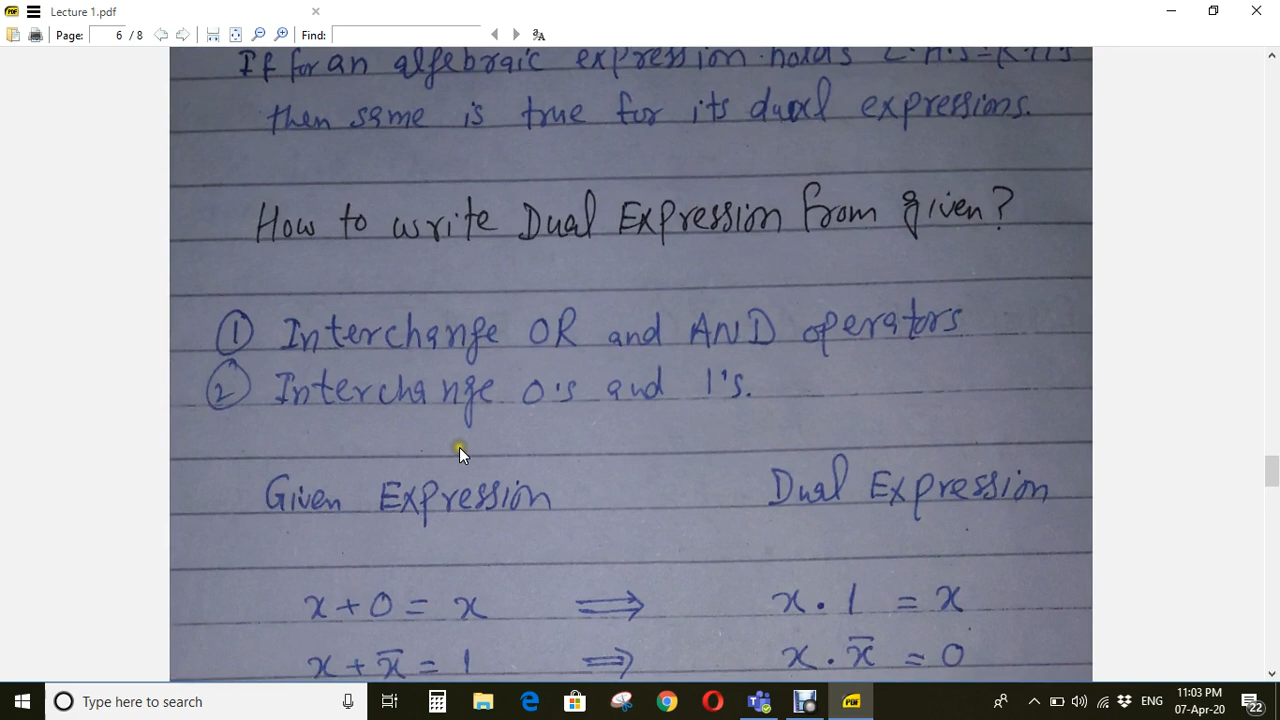 Lecture 1.pdf
Page: 6 / 8 Find:
If for an algebraic expression holds L.H.S=R.H.S
then same is true for its dual expressions.
How to write Dual Expression from given?
① Interchange OR and AND operators
② Interchange 0's and 1's.
Given Expression Dual Expression
x + 0 = x ⟹ x . 1 = x
x + x̅ = 1 ⟹ x . x̅ = 0
Type here to search
ENG 11:03 PM 07-Apr-20 22